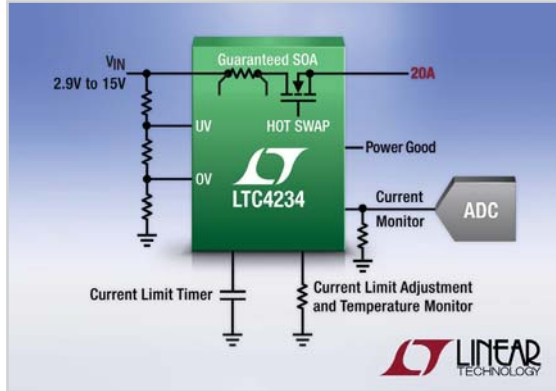 Guaranteed SOA
VIN
2.9V to 15V
20A
HOT SWAP
UV
Power Good
OV
LTC4234
Current
Monitor
ADC
Current Limit Timer
Current Limit Adjustment
and Temperature Monitor
LINEAR
TECHNOLOGY